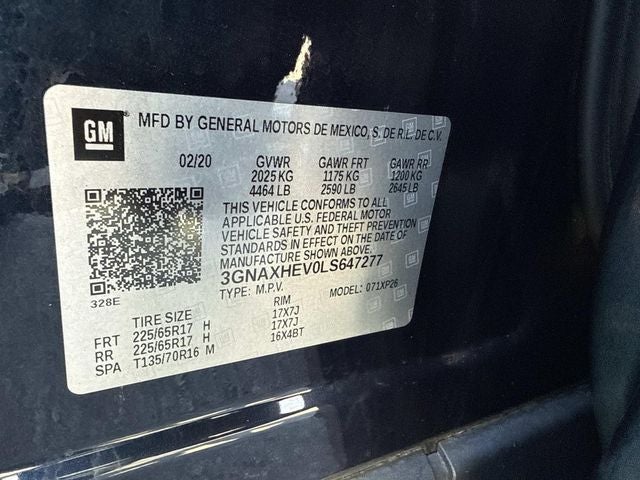 GM
MFD BY GENERAL MOTORS DE MEXICO, S. DE R.L. DE C.V.
02/20 GVWR GAWR FRT GAWR RR
2025 KG 1175 KG 1200 KG
4464 LB 2590 LB 2645 LB
THIS VEHICLE CONFORMS TO ALL
APPLICABLE U.S. FEDERAL MOTOR
VEHICLE SAFETY AND THEFT PREVENTION
STANDARDS IN EFFECT ON THE DATE OF
MANUFACTURE SHOWN ABOVE.
3GNAXHEV0LS647277
TYPE: M.P.V. MODEL: 071XP26
328E
TIRE SIZE RIM
FRT 225/65R17 H 17X7J
RR 225/65R17 H 17X7J
SPA T135/70R16 M 16X4BT